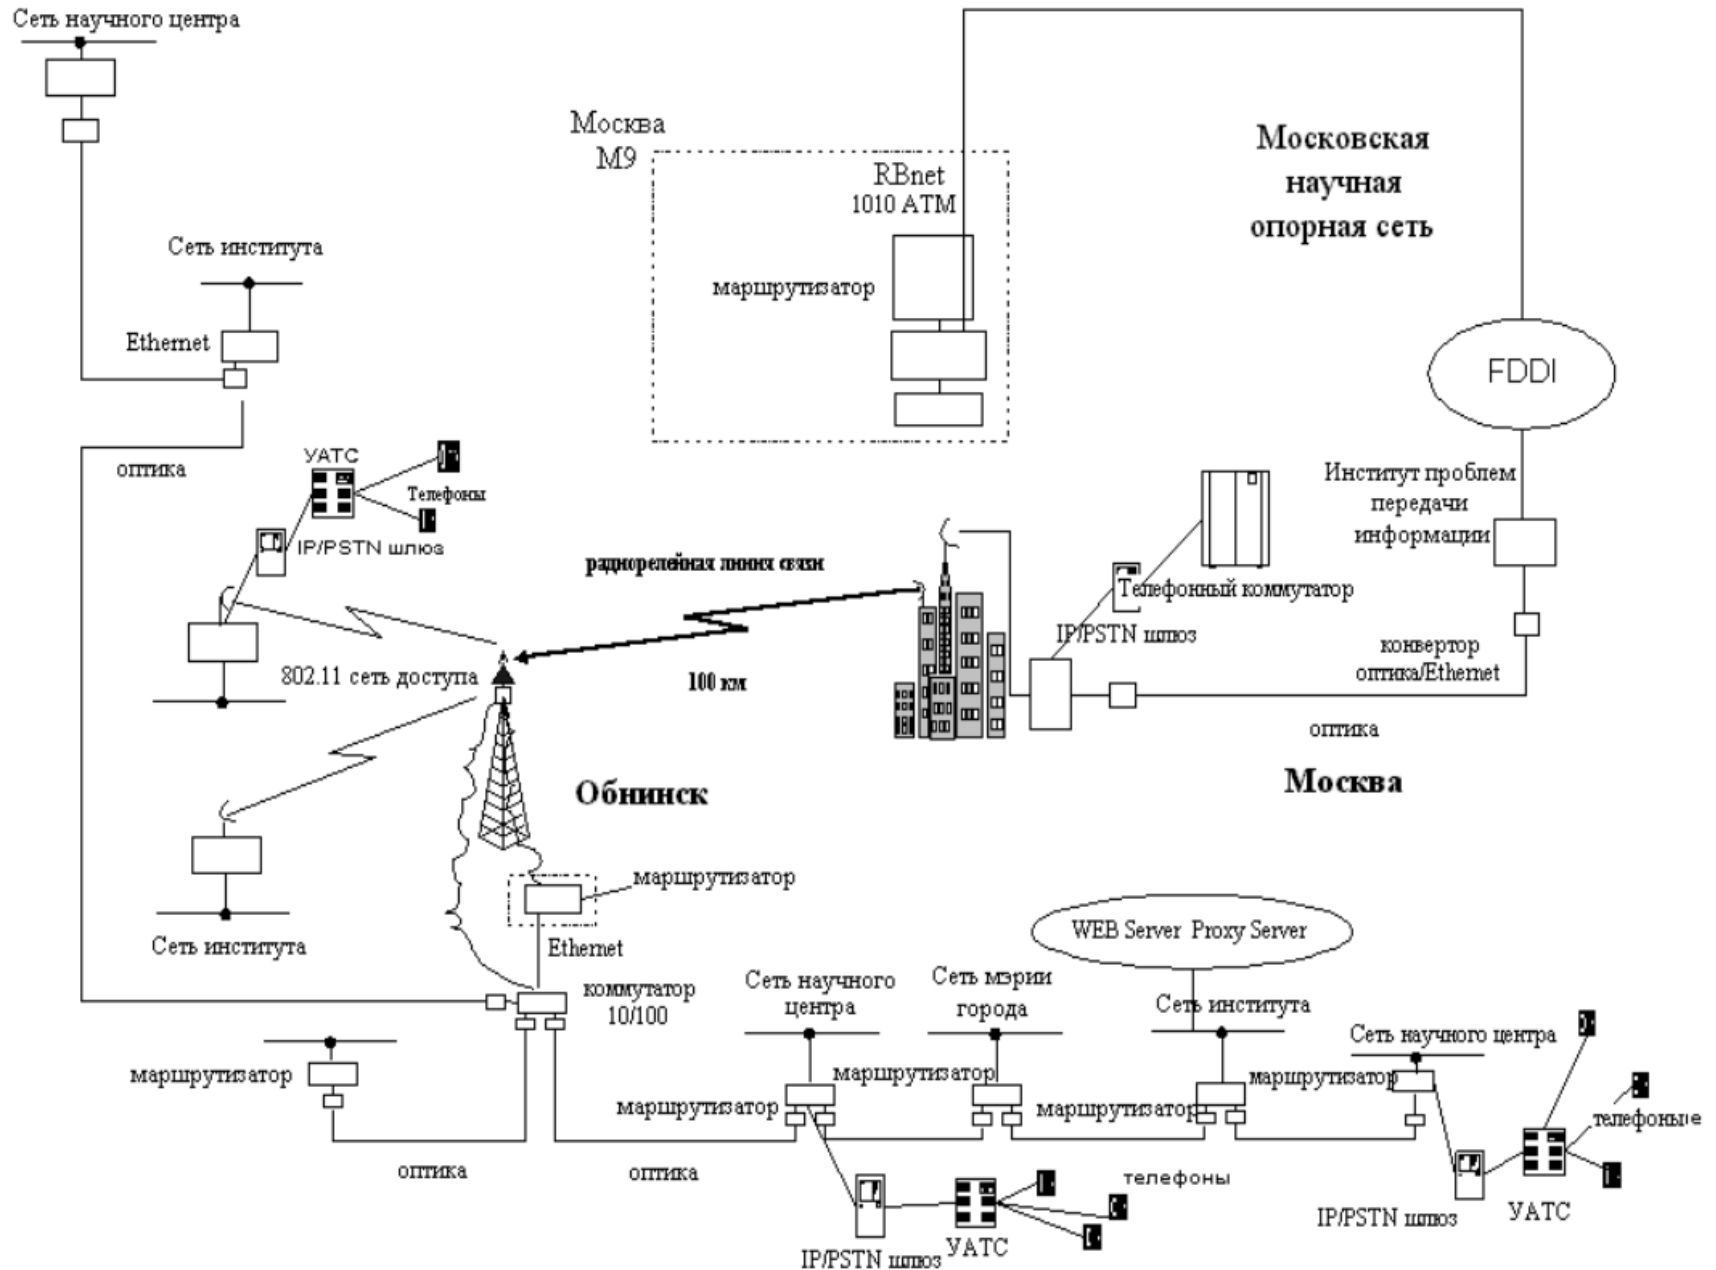 Сеть научного центра
Москва
М9
RBnet
1010 ATM
маршрутизатор
Московская
научная
опорная сеть
Сеть института
Ethernet
FDDI
оптика
УАТС
Телефоны
IP/PSTN шлюз
Институт проблем
передачи
информации
радиорелейная линия связи
100 км
Телефонный коммутатор
IP/PSTN шлюз
конвертор
оптика/Ethernet
оптика
Москва
802.11 сеть доступа
Обнинск
Сеть института
маршрутизатор
Ethernet
коммутатор
10/100
WEB Server Proxy Server
Сеть научного
центра
Сеть мэрии
города
Сеть института
Сеть научного центра
маршрутизатор
маршрутизатор
маршрутизатор
маршрутизатор
маршрутизатор
оптика
оптика
телефоны
IP/PSTN шлюз
УАТС
телефоные
IP/PSTN шлюз
УАТС